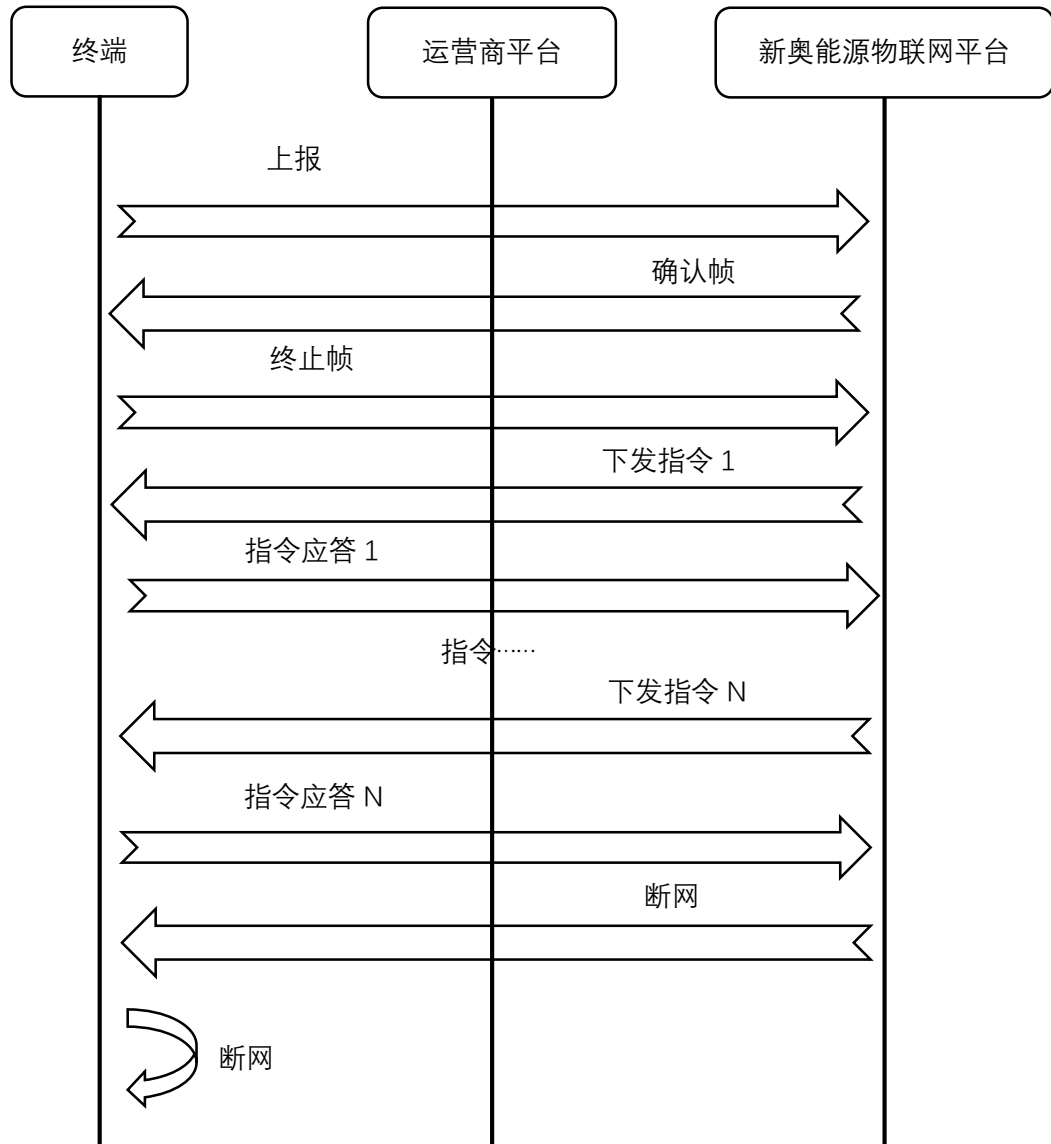 终端
运营商平台
新奥能源物联网平台
上报
确认帧
终止帧
下发指令 1
指令应答 1
指令……
下发指令 N
指令应答 N
断网
断网